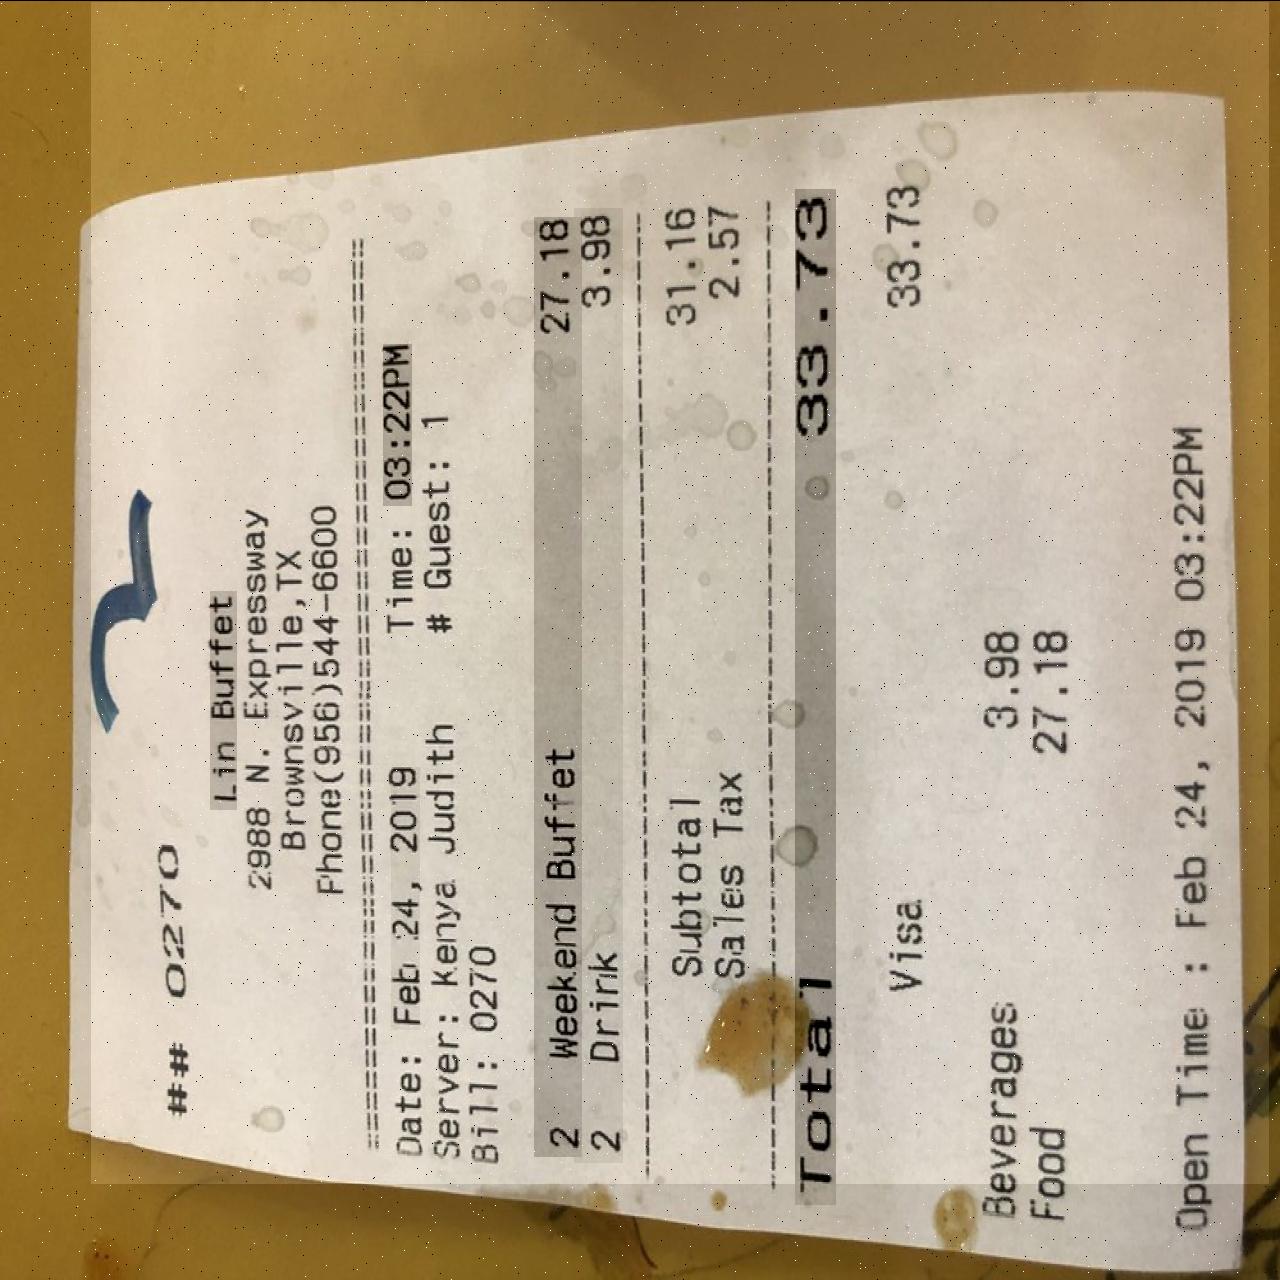 ## 0270
Lin Buffet
2988 N. Expressway
Brownsville,TX
Phone(956)544-6600
Date: Feb 24, 2019 Time: 03:22PM
Server: Kenya Judith # Guest: 1
Bill: 0270
2 Weekend Buffet 27.18
2 Drink 3.98
Subtotal 31.16
Sales Tax 2.57
Total 33.73
Visa 33.73
Beverages 3.98
Food 27.18
Open Time : Feb 24, 2019 03:22PM